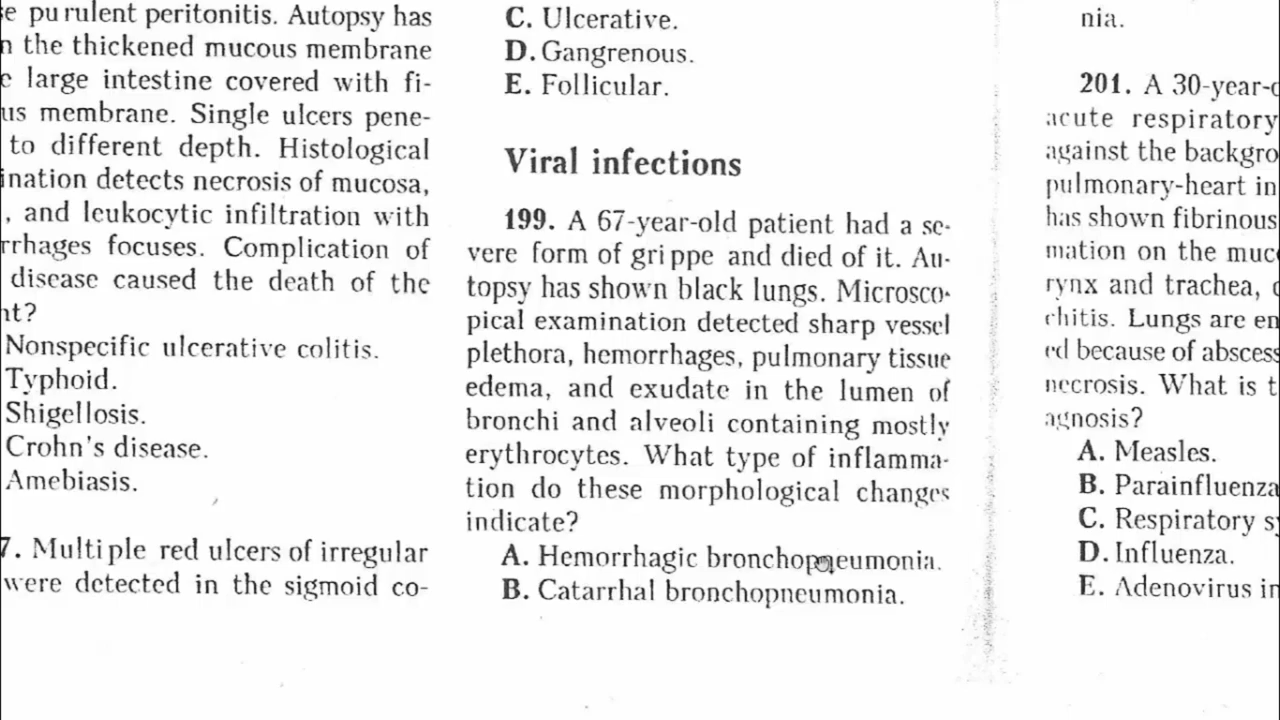 e purulent peritonitis. Autopsy has
n the thickened mucous membrane
e large intestine covered with fi-
us membrane. Single ulcers pene-
to different depth. Histological
ination detects necrosis of mucosa,
, and leukocytic infiltration with
rrhages focuses. Complication of
disease caused the death of the
nt?
Nonspecific ulcerative colitis.
Typhoid.
Shigellosis.
Crohn's disease.
Amebiasis.
7. Multiple red ulcers of irregular
were detected in the sigmoid co-
C. Ulcerative.
D. Gangrenous.
E. Follicular.
Viral infections
199. A 67-year-old patient had a se-
vere form of grippe and died of it. Au-
topsy has shown black lungs. Microsco-
pical examination detected sharp vessel
plethora, hemorrhages, pulmonary tissue
edema, and exudate in the lumen of
bronchi and alveoli containing mostly
erythrocytes. What type of inflamma-
tion do these morphological changes
indicate?
A. Hemorrhagic bronchopneumonia.
B. Catarrhal bronchopneumonia.
nia.
201. A 30-year-o
acute respiratory
against the backgro
pulmonary-heart in
has shown fibrinous
mation on the muc
rynx and trachea,
chitis. Lungs are en
ed because of abscess
necrosis. What is t
agnosis?
A. Measles.
B. Parainfluenza
C. Respiratory sy
D. Influenza.
E. Adenovirus in